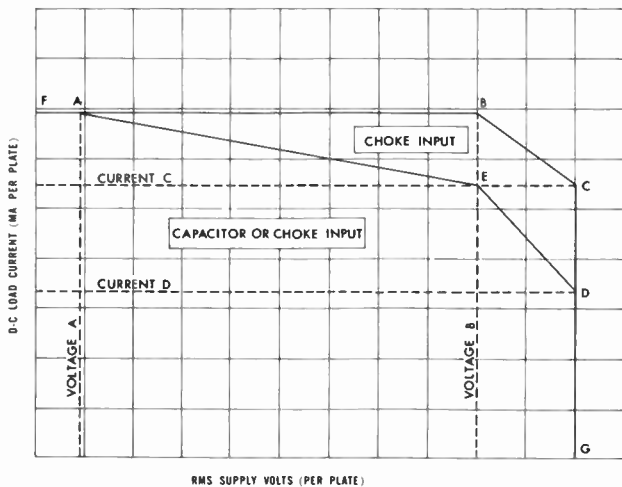 F A B
CHOKE INPUT
CURRENT C E C
CAPACITOR OR CHOKE INPUT
CURRENT D D
VOLTAGE A
VOLTAGE B
G
D-C LOAD CURRENT (MA PER PLATE)
RMS SUPPLY VOLTS (PER PLATE)